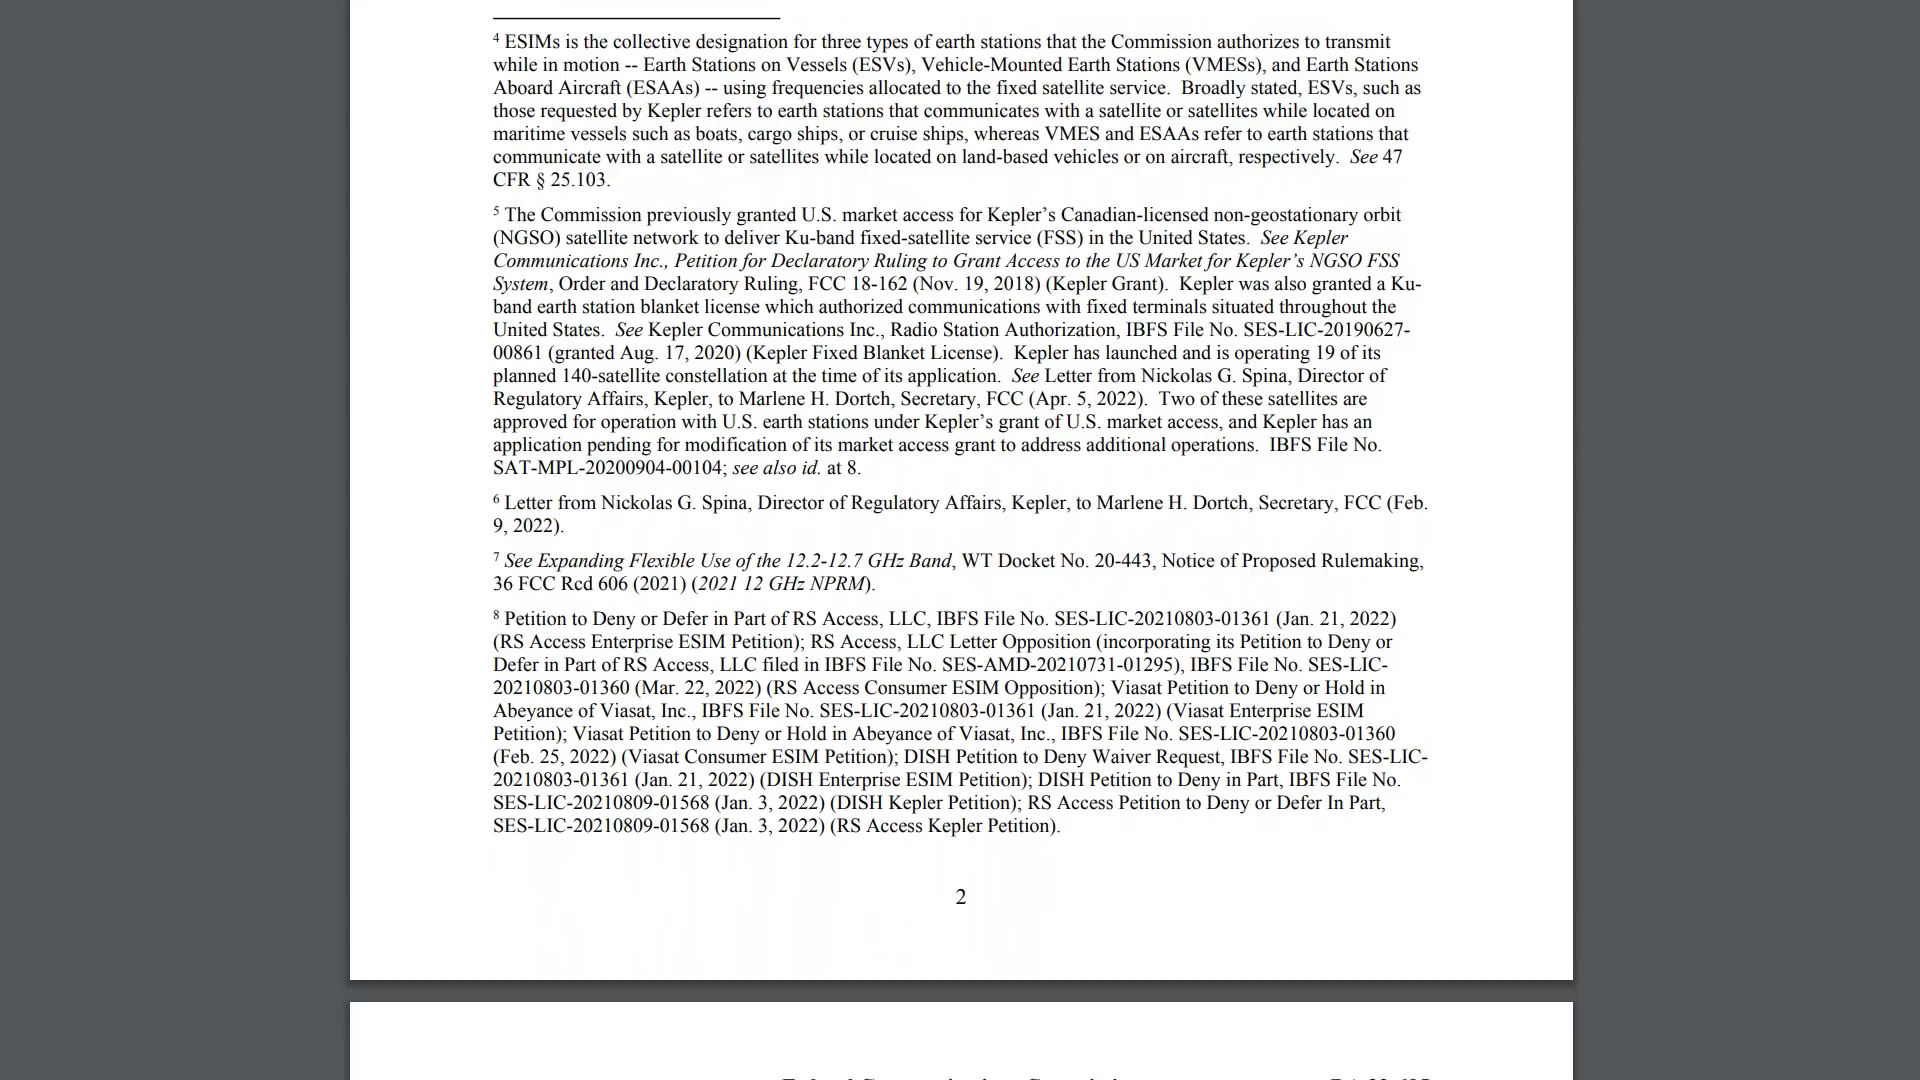 4 ESIMs is the collective designation for three types of earth stations that the Commission authorizes to transmit
while in motion -- Earth Stations on Vessels (ESVs), Vehicle-Mounted Earth Stations (VMESs), and Earth Stations
Aboard Aircraft (ESAAs) -- using frequencies allocated to the fixed satellite service. Broadly stated, ESVs, such as
those requested by Kepler refers to earth stations that communicates with a satellite or satellites while located on
maritime vessels such as boats, cargo ships, or cruise ships, whereas VMES and ESAAs refer to earth stations that
communicate with a satellite or satellites while located on land-based vehicles or on aircraft, respectively. See 47
CFR § 25.103.
5 The Commission previously granted U.S. market access for Kepler’s Canadian-licensed non-geostationary orbit
(NGSO) satellite network to deliver Ku-band fixed-satellite service (FSS) in the United States. See Kepler
Communications Inc., Petition for Declaratory Ruling to Grant Access to the US Market for Kepler’s NGSO FSS
System, Order and Declaratory Ruling, FCC 18-162 (Nov. 19, 2018) (Kepler Grant). Kepler was also granted a Ku-
band earth station blanket license which authorized communications with fixed terminals situated throughout the
United States. See Kepler Communications Inc., Radio Station Authorization, IBFS File No. SES-LIC-20190627-
00861 (granted Aug. 17, 2020) (Kepler Fixed Blanket License). Kepler has launched and is operating 19 of its
planned 140-satellite constellation at the time of its application. See Letter from Nickolas G. Spina, Director of
Regulatory Affairs, Kepler, to Marlene H. Dortch, Secretary, FCC (Apr. 5, 2022). Two of these satellites are
approved for operation with U.S. earth stations under Kepler’s grant of U.S. market access, and Kepler has an
application pending for modification of its market access grant to address additional operations. IBFS File No.
SAT-MPL-20200904-00104; see also id. at 8.
6 Letter from Nickolas G. Spina, Director of Regulatory Affairs, Kepler, to Marlene H. Dortch, Secretary, FCC (Feb.
9, 2022).
7 See Expanding Flexible Use of the 12.2-12.7 GHz Band, WT Docket No. 20-443, Notice of Proposed Rulemaking,
36 FCC Rcd 606 (2021) (2021 12 GHz NPRM).
8 Petition to Deny or Defer in Part of RS Access, LLC, IBFS File No. SES-LIC-20210803-01361 (Jan. 21, 2022)
(RS Access Enterprise ESIM Petition); RS Access, LLC Letter Opposition (incorporating its Petition to Deny or
Defer in Part of RS Access, LLC filed in IBFS File No. SES-AMD-20210731-01295), IBFS File No. SES-LIC-
20210803-01360 (Mar. 22, 2022) (RS Access Consumer ESIM Opposition); Viasat Petition to Deny or Hold in
Abeyance of Viasat, Inc., IBFS File No. SES-LIC-20210803-01361 (Jan. 21, 2022) (Viasat Enterprise ESIM
Petition); Viasat Petition to Deny or Hold in Abeyance of Viasat, Inc., IBFS File No. SES-LIC-20210803-01360
(Feb. 25, 2022) (Viasat Consumer ESIM Petition); DISH Petition to Deny Waiver Request, IBFS File No. SES-LIC-
20210803-01361 (Jan. 21, 2022) (DISH Enterprise ESIM Petition); DISH Petition to Deny in Part, IBFS File No.
SES-LIC-20210809-01568 (Jan. 3, 2022) (DISH Kepler Petition); RS Access Petition to Deny or Defer In Part,
SES-LIC-20210809-01568 (Jan. 3, 2022) (RS Access Kepler Petition).
2